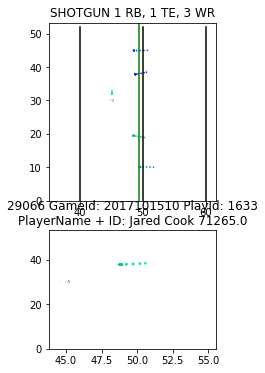 SHOTGUN 1 RB, 1 TE, 3 WR
50
40
30
20
10
0
40 50 60
29066 GameId: 2017101510 PlayId: 1633
PlayerName + ID: Jared Cook 71265.0
40
20
0
45.0 47.5 50.0 52.5 55.0